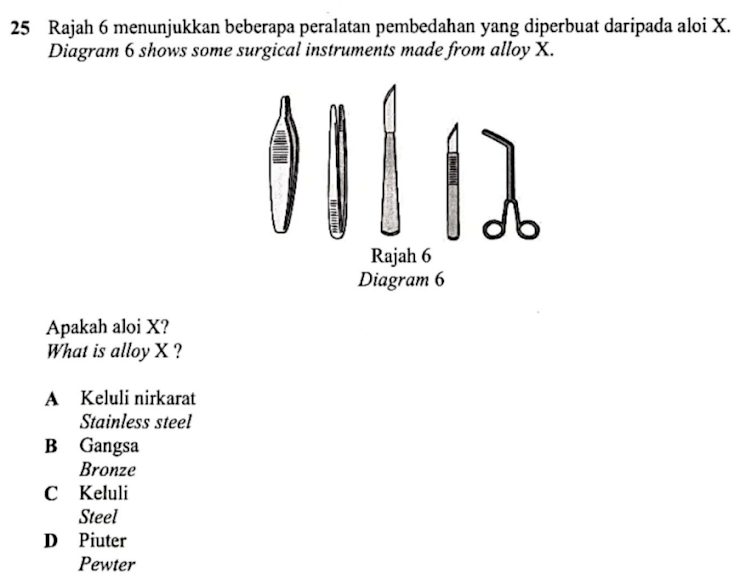 25 Rajah 6 menunjukkan beberapa peralatan pembedahan yang diperbuat daripada aloi X.
Diagram 6 shows some surgical instruments made from alloy X.
Rajah 6
Diagram 6
Apakah aloi X?
What is alloy X ?
A Keluli nirkarat
Stainless steel
B Gangsa
Bronze
C Keluli
Steel
D Piuter
Pewter